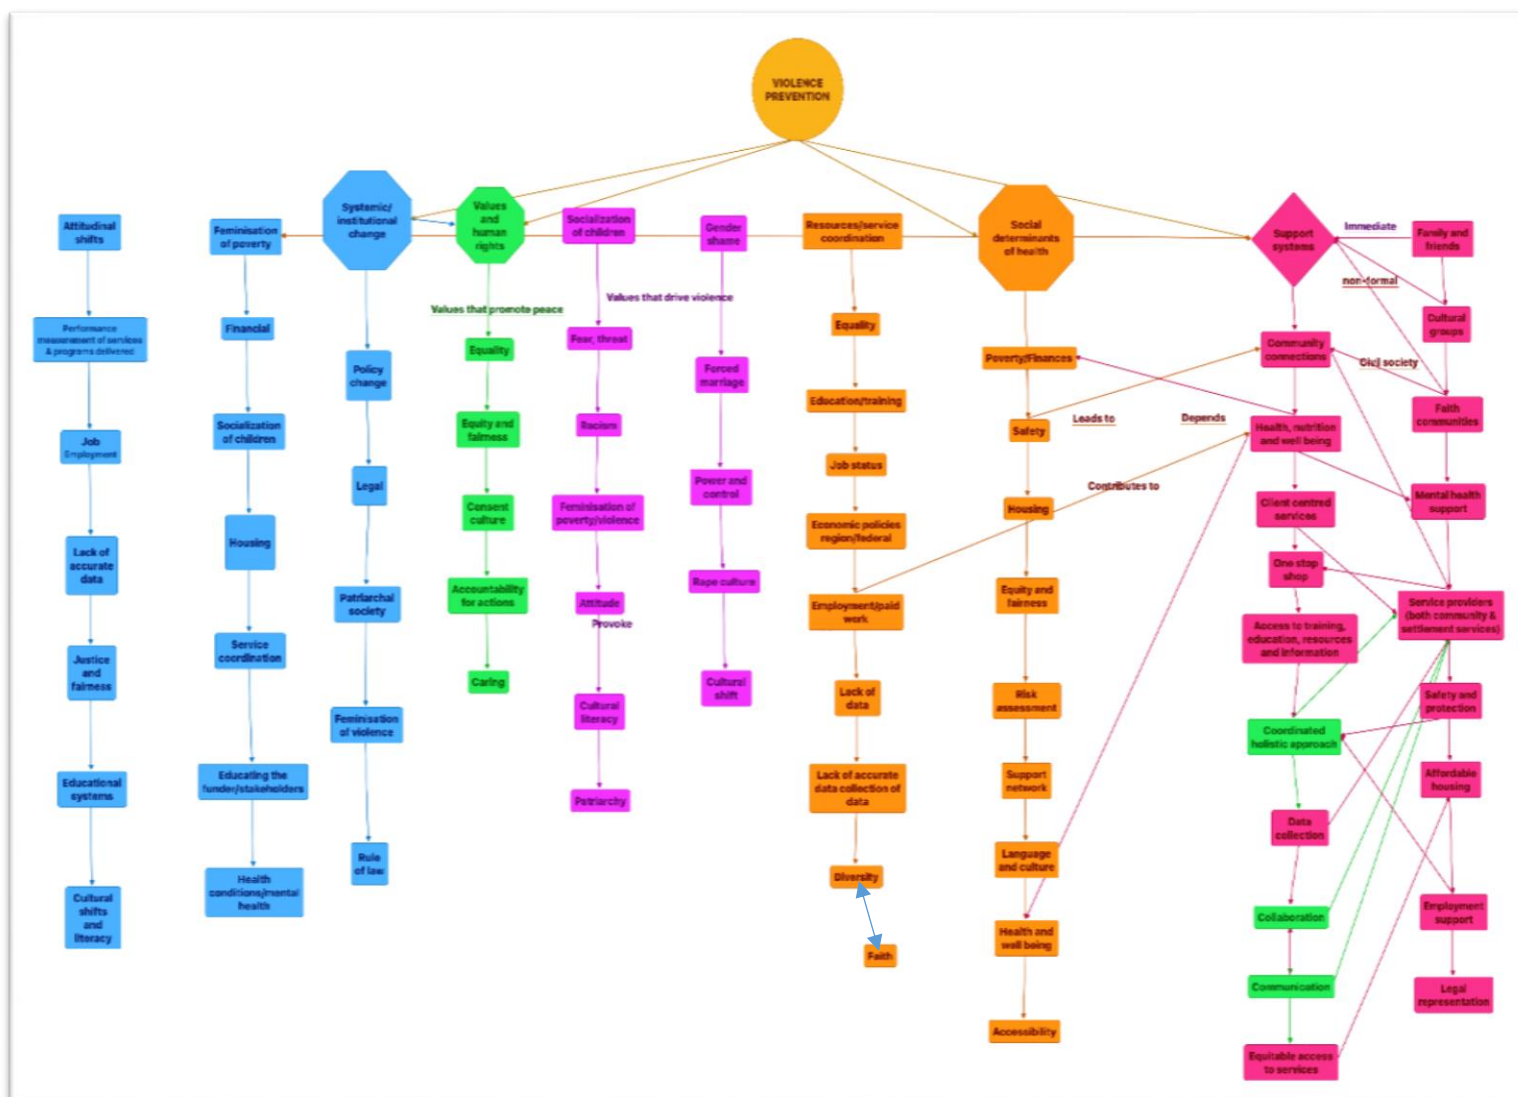 VIOLENCE
PREVENTION
Attitudinal
shifts
Performance
measurement of services
& programs delivered
Job
Employment
Lack of
accurate
data
Justice
and
fairness
Educational
systems
Cultural
shifts
and
literacy
Feminisation
of poverty
Financial
Socialization
of children
Housing
Service
coordination
Educating the
funder/stakeholders
Health
conditions/mental
health
Systemic/
institutional
change
Policy
change
Legal
Patriarchal
society
Feminisation
of violence
Rule
of law
Values
and
human
rights
Values that promote peace
Equality
Equity and
fairness
Consent
culture
Accountability
for actions
Caring
Socialization
of children
Values that drive violence
Fear, threat
Racism
Feminisation of
poverty/violence
Attitude
Provoke
Cultural
literacy
Patriarchy
Gender
shame
Forced
marriage
Power and
control
Rape culture
Cultural
shift
Resources/service
coordination
Equality
Education/training
Job status
Economic policies
region/federal
Employment/paid
work
Lack of
data
Lack of accurate
data collection of
data
Diversity
Faith
Social
determinants
of health
Poverty/Finances
Safety
Housing
Equity and
fairness
Risk
assessment
Support
network
Language
and culture
Health and
well being
Accessibility
Leads to
Depends
Contributes to
Support
systems
Community
connections
Health, nutrition
and well being
Client centred
services
One stop
shop
Access to training,
education, resources
and information
Coordinated
holistic approach
Data
collection
Collaboration
Communication
Equitable access
to services
Immediate
non-formal
Civil society
Family and
friends
Cultural
groups
Faith
communities
Mental health
support
Service providers
(both community &
settlement services)
Safety and
protection
Affordable
housing
Employment
support
Legal
representation